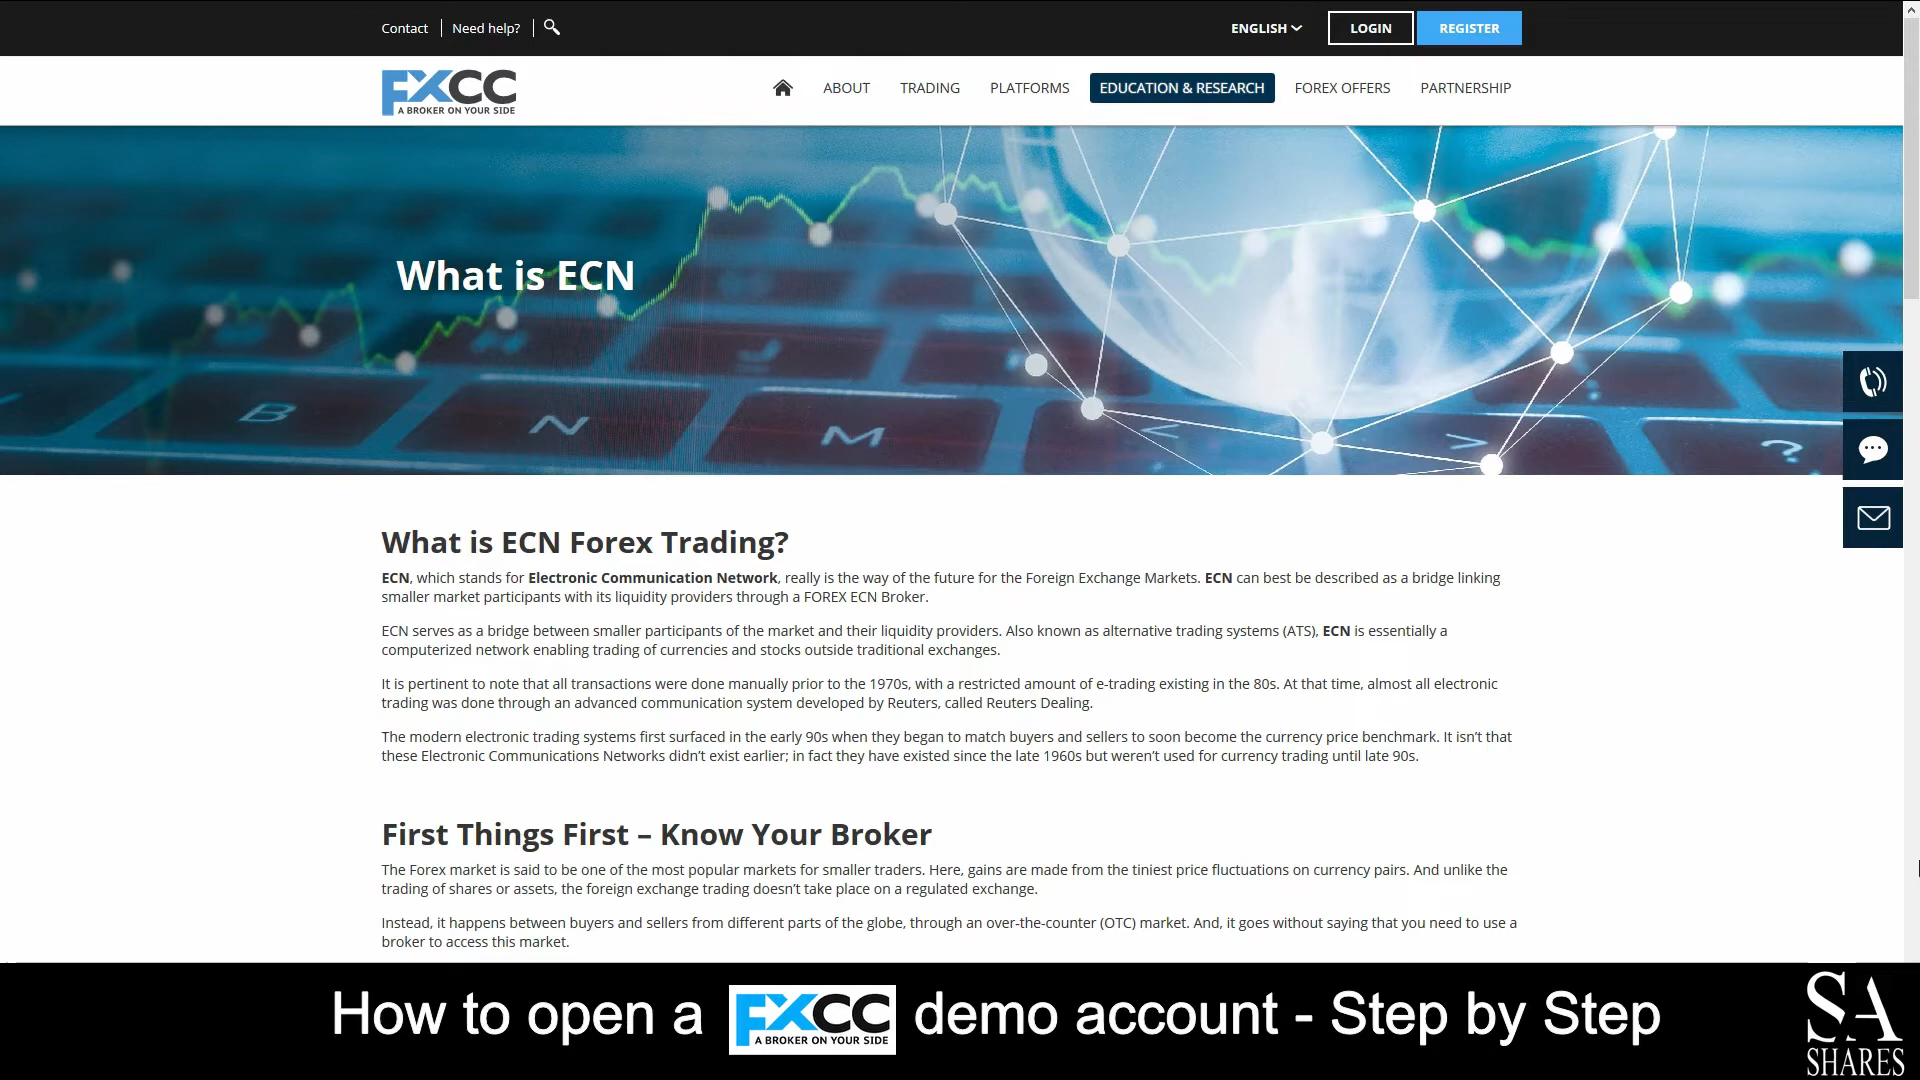 Contact
Need help?
ENGLISH
LOGIN
REGISTER
FXCC
A BROKER ON YOUR SIDE
ABOUT
TRADING
PLATFORMS
EDUCATION & RESEARCH
FOREX OFFERS
PARTNERSHIP
What is ECN
B
N
M
<
>
?
What is ECN Forex Trading?
ECN, which stands for Electronic Communication Network, really is the way of the future for the Foreign Exchange Markets. ECN can best be described as a bridge linking
smaller market participants with its liquidity providers through a FOREX ECN Broker.
ECN serves as a bridge between smaller participants of the market and their liquidity providers. Also known as alternative trading systems (ATS), ECN is essentially a
computerized network enabling trading of currencies and stocks outside traditional exchanges.
It is pertinent to note that all transactions were done manually prior to the 1970s, with a restricted amount of e-trading existing in the 80s. At that time, almost all electronic
trading was done through an advanced communication system developed by Reuters, called Reuters Dealing.
The modern electronic trading systems first surfaced in the early 90s when they began to match buyers and sellers to soon become the currency price benchmark. It isn’t that
these Electronic Communications Networks didn’t exist earlier; in fact they have existed since the late 1960s but weren’t used for currency trading until late 90s.
First Things First – Know Your Broker
The Forex market is said to be one of the most popular markets for smaller traders. Here, gains are made from the tiniest price fluctuations on currency pairs. And unlike the
trading of shares or assets, the foreign exchange trading doesn’t take place on a regulated exchange.
Instead, it happens between buyers and sellers from different parts of the globe, through an over-the-counter (OTC) market. And, it goes without saying that you need to use a
broker to access this market.
How to open a FXCC A BROKER ON YOUR SIDE demo account - Step by Step
SA
SHARES